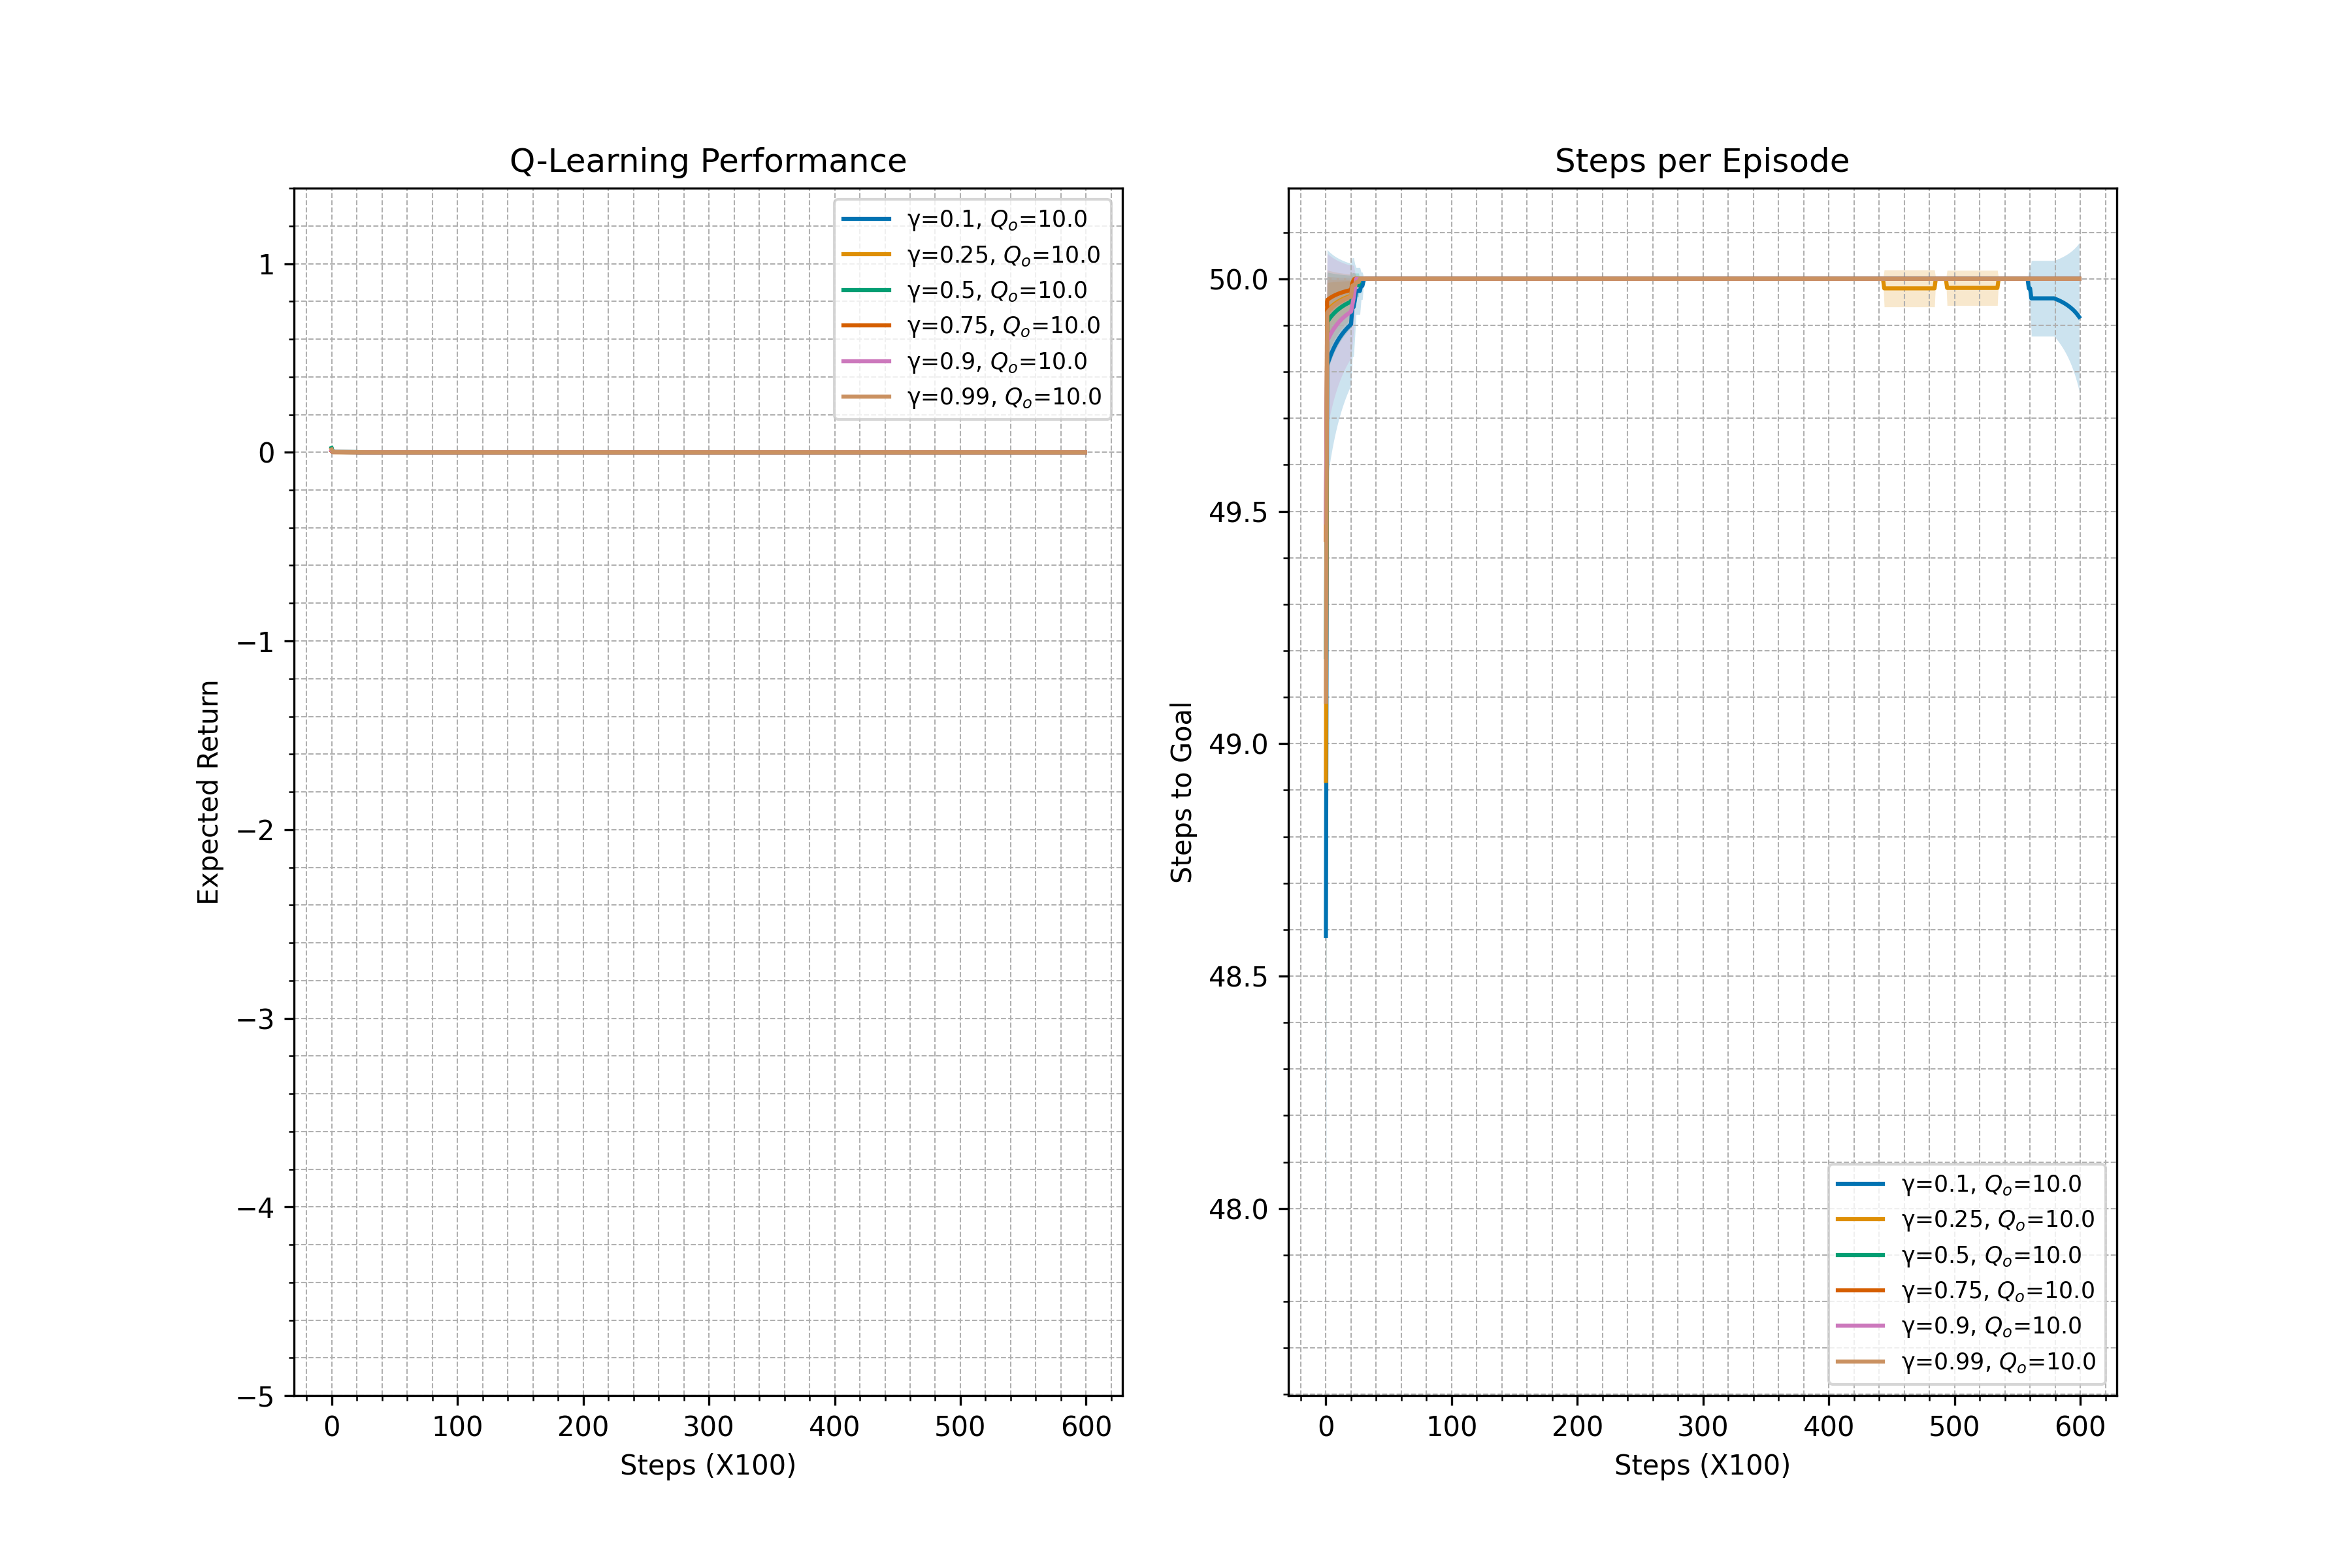 Q-Learning Performance
γ=0.1, Qₒ=10.0
γ=0.25, Qₒ=10.0
γ=0.5, Qₒ=10.0
γ=0.75, Qₒ=10.0
γ=0.9, Qₒ=10.0
γ=0.99, Qₒ=10.0
1
0
−1
−2
−3
−4
−5
Expected Return
0 100 200 300 400 500 600
Steps (X100)
Steps per Episode
50.0
49.5
49.0
48.5
48.0
Steps to Goal
γ=0.1, Qₒ=10.0
γ=0.25, Qₒ=10.0
γ=0.5, Qₒ=10.0
γ=0.75, Qₒ=10.0
γ=0.9, Qₒ=10.0
γ=0.99, Qₒ=10.0
0 100 200 300 400 500 600
Steps (X100)